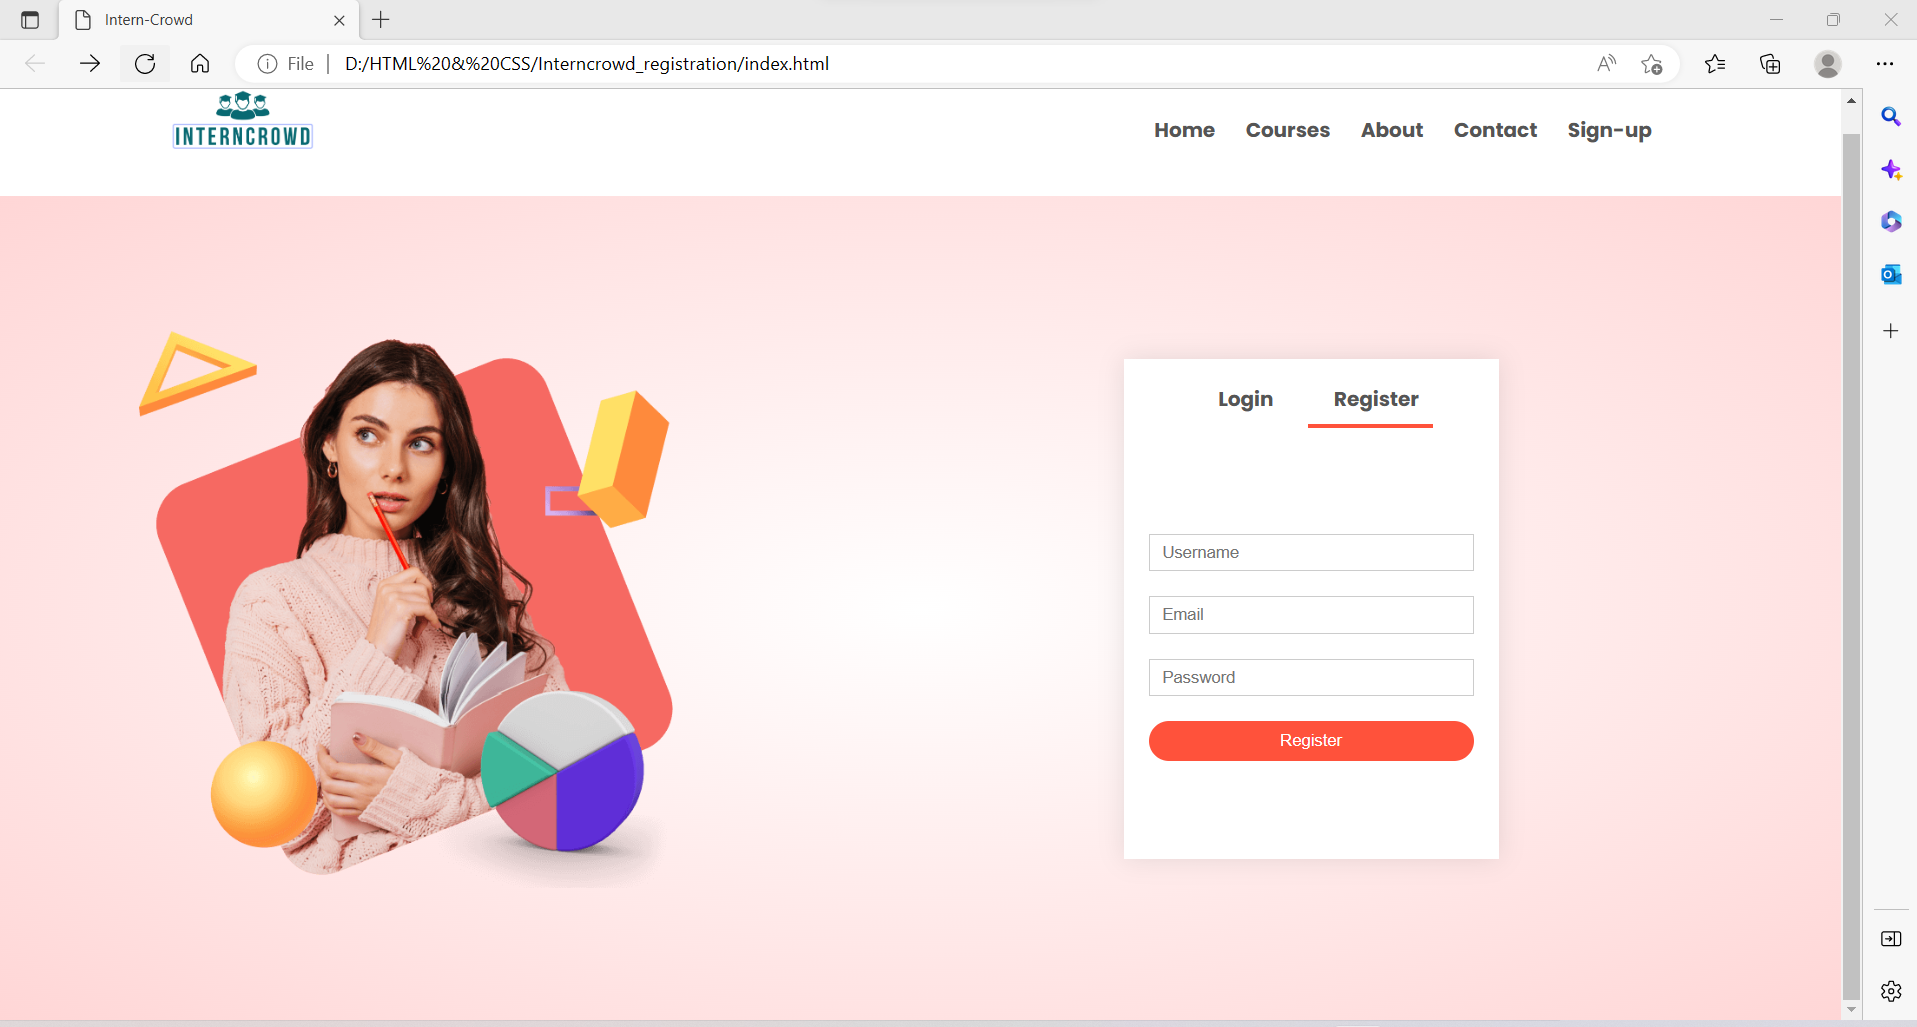 Intern-Crowd
File D:/HTML%20&%20CSS/Interncrowd_registration/index.html
INTERNCROWD
Home Courses About Contact Sign-up
Login Register
Username
Email
Password
Register